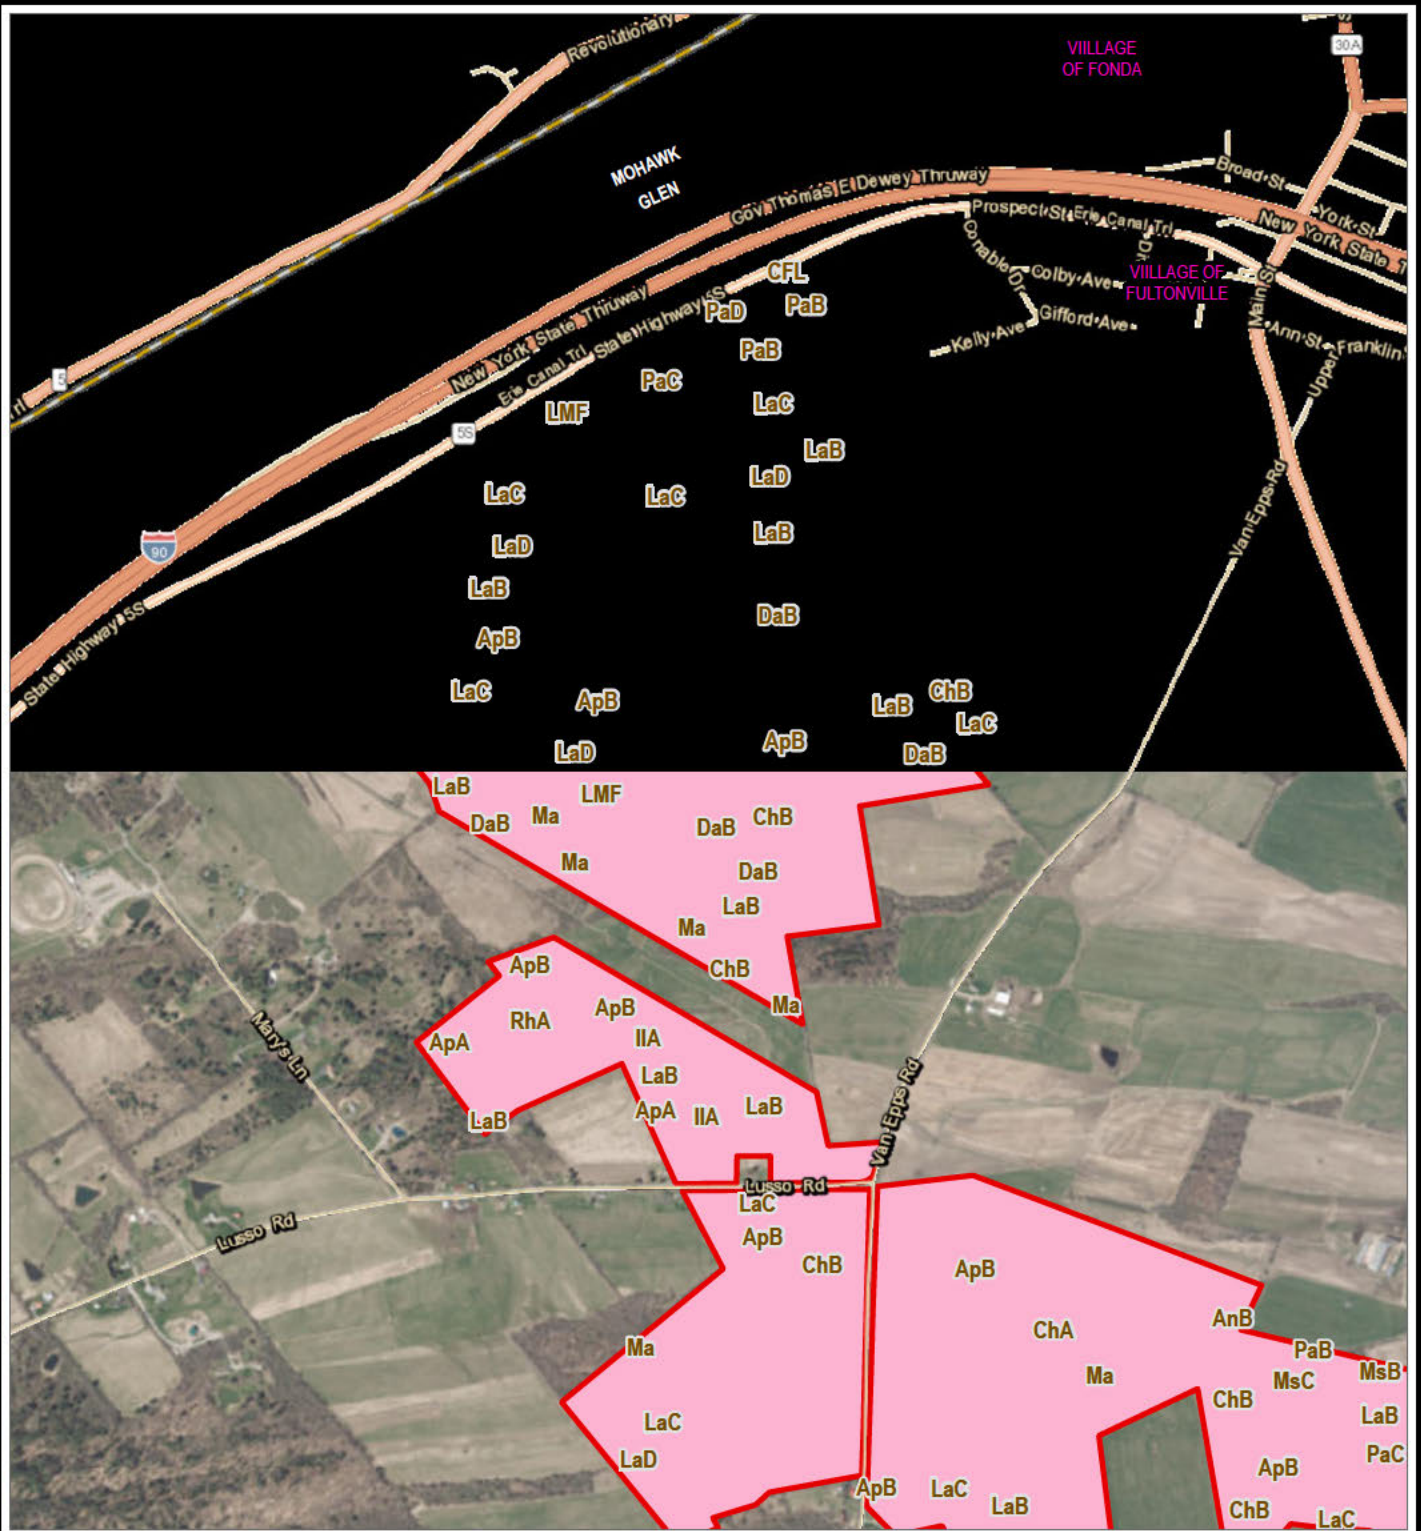 Revolutionary
VIILLAGE
OF FONDA
30A
MOHAWK
GLEN
Gov Thomas E Dewey Thruway
Broad St
York St
Prospect St
Erie Canal Trl
New York State T
Conable Dr
Dr
Colby Ave
VIILLAGE OF
FULTONVILLE
Main St
CFL
PaD
PaB
Gifford Ave
Kelly Ave
Ann St
Franklin
Upper
New York State Thruway
State Highway 5S
Erie Canal Trl
5
rl
PaB
PaC
LMF
LaC
5S
LaB
LaD
LaC
LaC
Van Epps Rd
90
LaD
LaB
LaB
State Highway 5S
DaB
ApB
LaC
ApB
LaB
ChB
LaC
ApB
LaD
DaB
LaB
LMF
DaB
Ma
DaB
ChB
Ma
DaB
LaB
Ma
ApB
ChB
Ma
ApB
RhA
ApA
IIA
Mary's Ln
LaB
Van Epps Rd
ApA
IIA
LaB
LaB
Lusso Rd
LaC
Lusso Rd
ApB
ChB
ApB
AnB
ChA
Ma
PaB
Ma
MsB
MsC
ChB
LaB
LaC
PaC
LaD
ApB
ApB
LaC
LaB
ChB
LaC